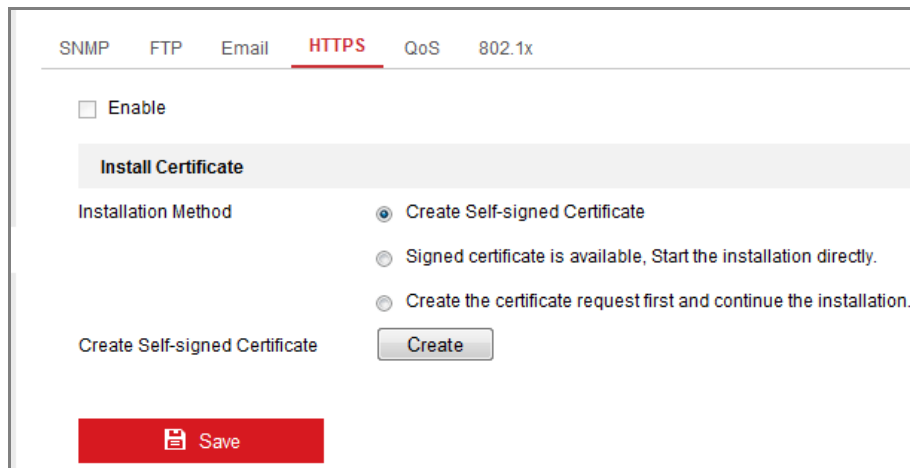 SNMP FTP Email HTTPS QoS 802.1x
Enable
Install Certificate
Installation Method
Create Self-signed Certificate
Signed certificate is available, Start the installation directly.
Create the certificate request first and continue the installation.
Create Self-signed Certificate Create
Save